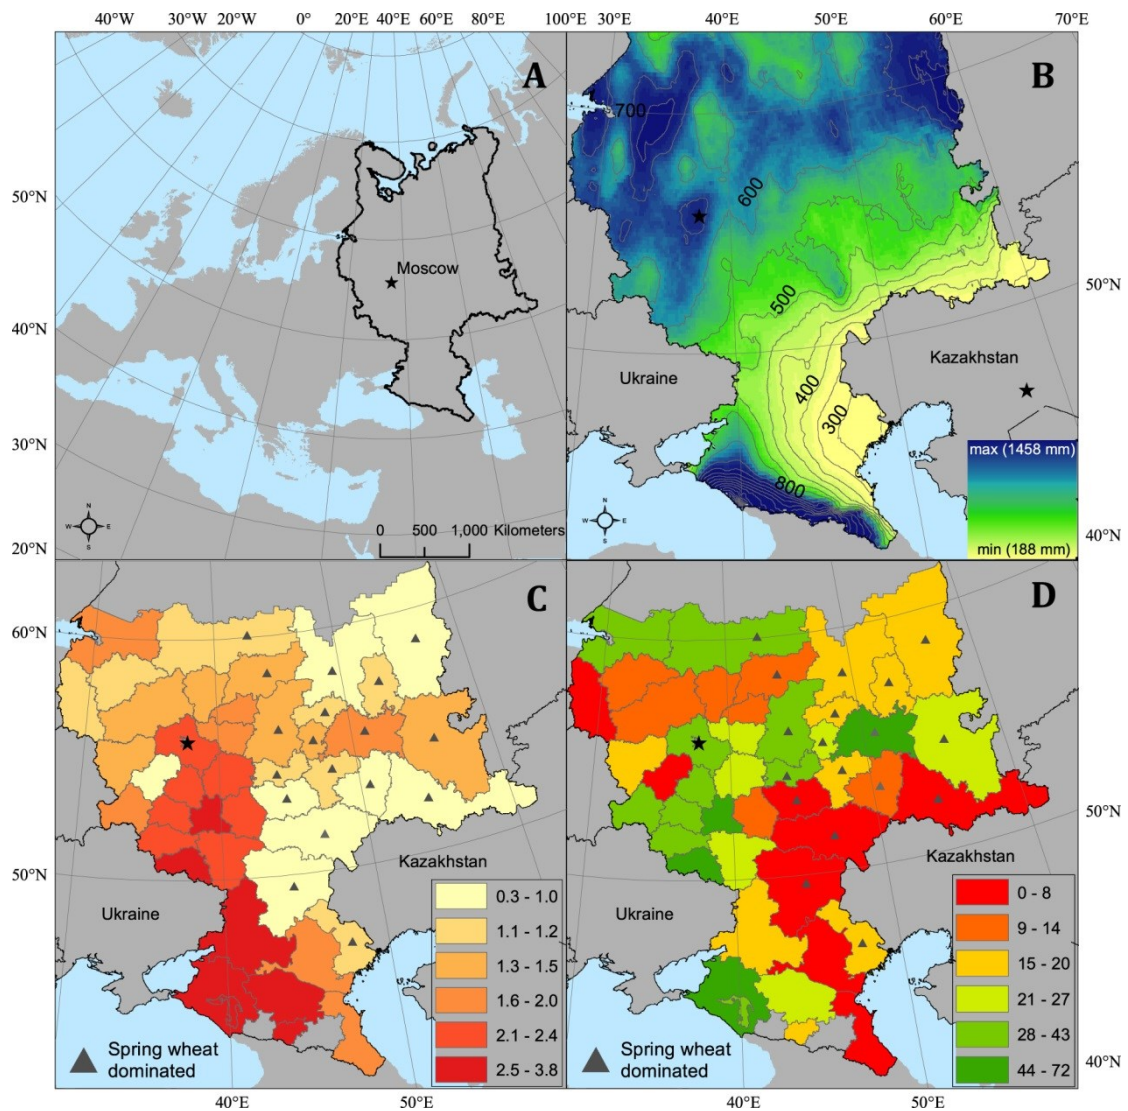 40°W 30°W 20°W 0° 20°E 40°E 60°E 80°E 100°E 30°E 40°E 50°E 60°E 70°E
A
B
50°N
40°N
30°N
20°N
Moscow
N
W E
S
0 500 1,000 Kilometers
700
600
500
400
300
800
Ukraine
Kazakhstan
max (1458 mm)
min (188 mm)
N
W E
S
50°N
40°N
C
D
60°N
50°N
Ukraine
Kazakhstan
0.3 - 1.0
1.1 - 1.2
1.3 - 1.5
1.6 - 2.0
2.1 - 2.4
2.5 - 3.8
Spring wheat
dominated
40°E 50°E
Ukraine
Kazakhstan
0 - 8
9 - 14
15 - 20
21 - 27
28 - 43
44 - 72
Spring wheat
dominated
50°N
40°N
40°E 50°E